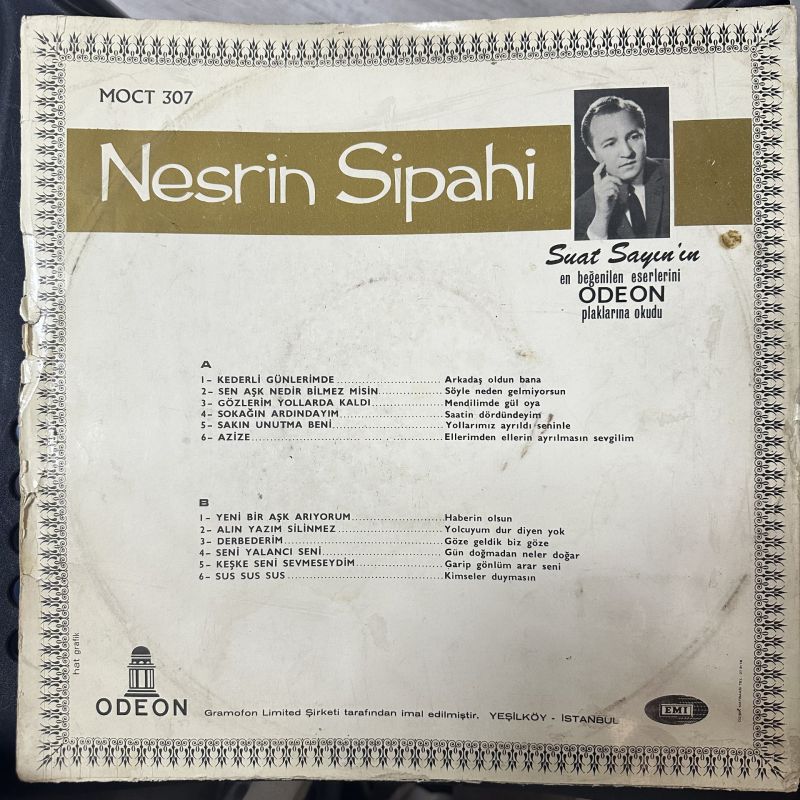 MOCT 307
Nesrin Sipahi
Suat Sayın'ın
en beğenilen eserlerini
ODEON
plaklarına okudu
A
1- KEDERLİ GÜNLERİMDE .................... Arkadaş oldun bana
2- SEN AŞK NEDİR BİLMEZ MİSİN .................... Söyle neden gelmiyorsun
3- GÖZLERİM YOLLARDA KALDI .................... Mendilimde gül oya
4- SOKAĞIN ARDINDAYIM .................... Saatin dördündeyim
5- SAKIN UNUTMA BENİ .................... Yollarımız ayrıldı seninle
6- AZİZE .................... Ellerimden ellerin ayrılmasın sevgilim
B
1- YENİ BİR AŞK ARIYORUM .................... Haberin olsun
2- ALIN YAZIM SİLİNMEZ .................... Yolcuyum dur diyen yok
3- DERBEDERİM .................... Göze geldik biz göze
4- SENİ YALANCI SENİ .................... Gün doğmadan neler doğar
5- KEŞKE SENİ SEVMESEYDİM .................... Garip gönlüm arar seni
6- SUS SUS SUS .................... Kimseler duymasın
hat grafik
ODEON
Gramofon Limited Şirketi tarafından imal edilmiştir. YEŞİLKÖY - İSTANBUL
EMI